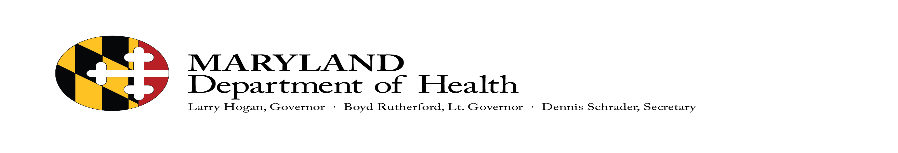 MARYLAND
Department of Health
Larry Hogan, Governor · Boyd Rutherford, Lt. Governor · Dennis Schrader, Secretary